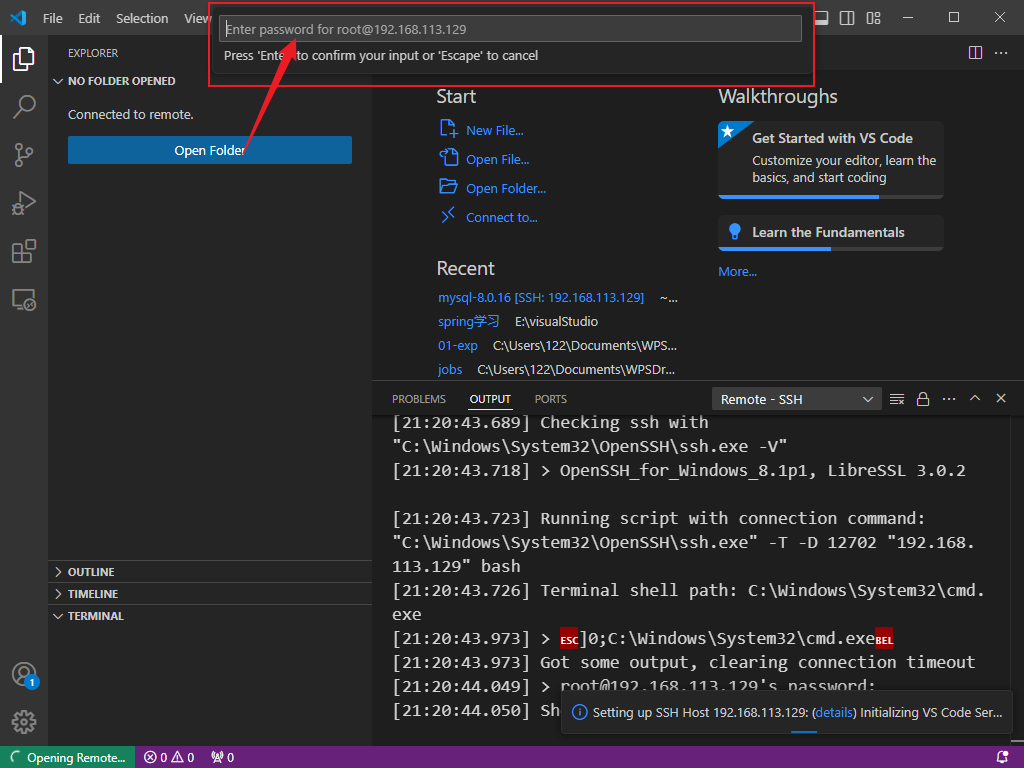 File Edit Selection View
Enter password for root@192.168.113.129
Press 'Enter' to confirm your input or 'Escape' to cancel
EXPLORER
NO FOLDER OPENED
Connected to remote.
Open Folder
OUTLINE
TIMELINE
TERMINAL
Start
New File...
Open File...
Open Folder...
Connect to...
Recent
mysql-8.0.16 [SSH: 192.168.113.129] ~...
spring学习 E:\visualStudio
01-exp C:\Users\122\Documents\WPS...
jobs C:\Users\122\Documents\WPSDr...
Walkthroughs
Get Started with VS Code
Customize your editor, learn the
basics, and start coding
Learn the Fundamentals
More...
PROBLEMS OUTPUT PORTS Remote - SSH
[21:20:43.689] Checking ssh with
"C:\Windows\System32\OpenSSH\ssh.exe -V"
[21:20:43.718] > OpenSSH_for_Windows_8.1p1, LibreSSL 3.0.2
[21:20:43.723] Running script with connection command:
"C:\Windows\System32\OpenSSH\ssh.exe" -T -D 12702 "192.168.
113.129" bash
[21:20:43.726] Terminal shell path: C:\Windows\System32\cmd.
exe
[21:20:43.973] > ESC]0;C:\Windows\System32\cmd.exeBEL
[21:20:43.973] Got some output, clearing connection timeout
[21:20:44.049] > root@192.168.113.129's password:
[21:20:44.050] Sh
Setting up SSH Host 192.168.113.129: (details) Initializing VS Code Ser...
1
Opening Remote... 0 0 0